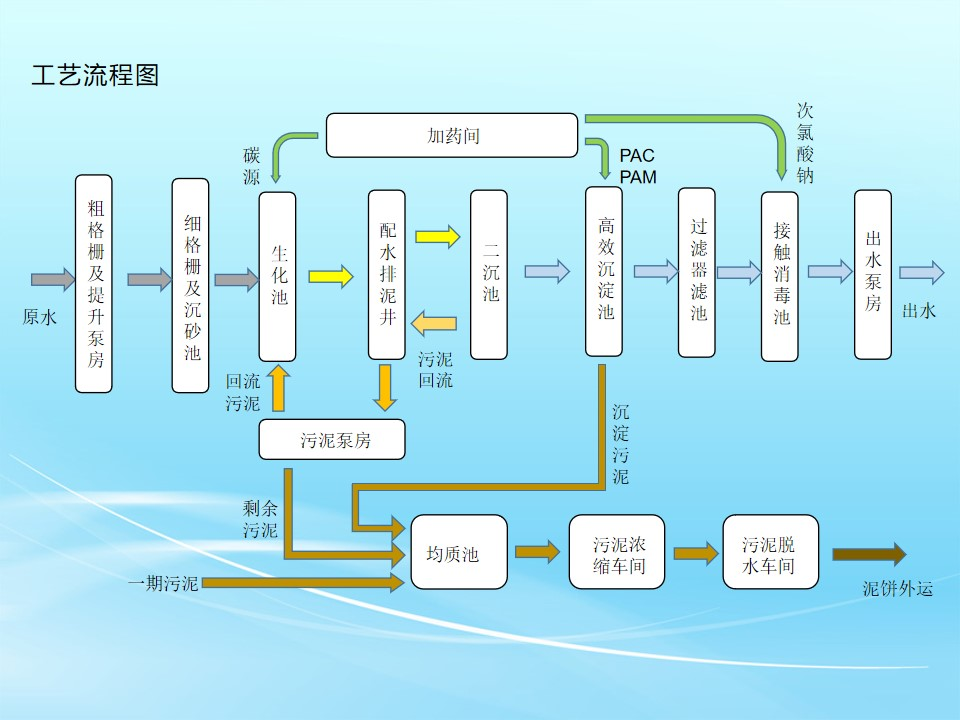 工艺流程图
加药间
碳源
PAC
PAM
次氯酸钠
粗格栅及提升泵房
细格栅及沉砂池
生化池
配水排泥井
二沉池
高效沉淀池
过滤器滤池
接触消毒池
出水泵房
原水
出水
回流
污泥
污泥
回流
污泥泵房
沉淀污泥
剩余
污泥
均质池
污泥浓
缩车间
污泥脱
水车间
一期污泥
泥饼外运